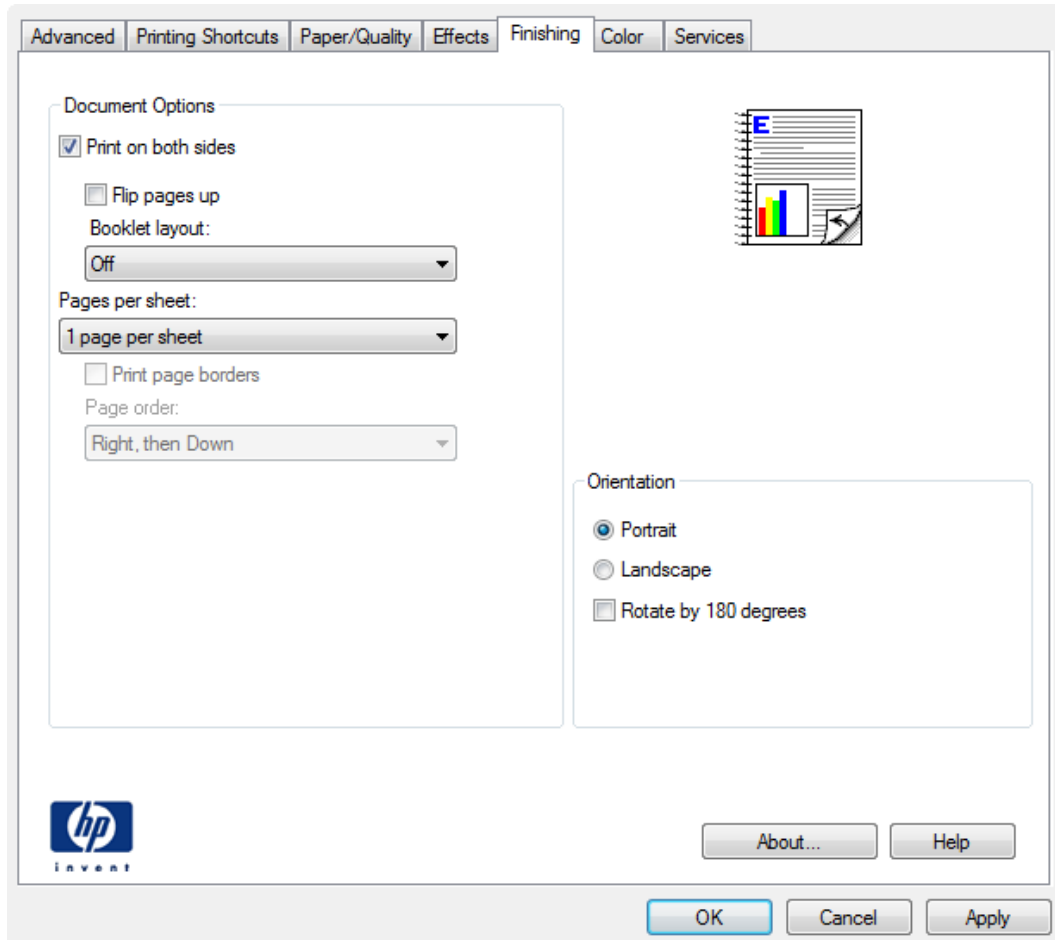 Advanced Printing Shortcuts Paper/Quality Effects Finishing Color Services
Document Options
Print on both sides
Flip pages up
Booklet layout:
Off
Pages per sheet:
1 page per sheet
Print page borders
Page order:
Right, then Down
E
Orientation
Portrait
Landscape
Rotate by 180 degrees
hp
invent
About... Help
OK Cancel Apply